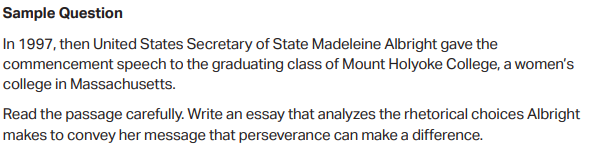 Sample Question
In 1997, then United States Secretary of State Madeleine Albright gave the
commencement speech to the graduating class of Mount Holyoke College, a women’s
college in Massachusetts.
Read the passage carefully. Write an essay that analyzes the rhetorical choices Albright
makes to convey her message that perseverance can make a difference.